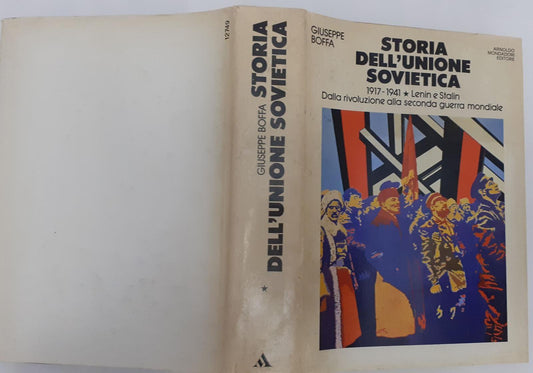 12749
GIUSEPPE BOFFA
STORIA
DELL'UNIONE SOVIETICA
★
GIUSEPPE
BOFFA
STORIA
DELL'UNIONE
SOVIETICA
ARNOLDO
MONDADORI
EDITORE
1917-1941 ★ Lenin e Stalin
Dalla rivoluzione alla seconda guerra mondiale